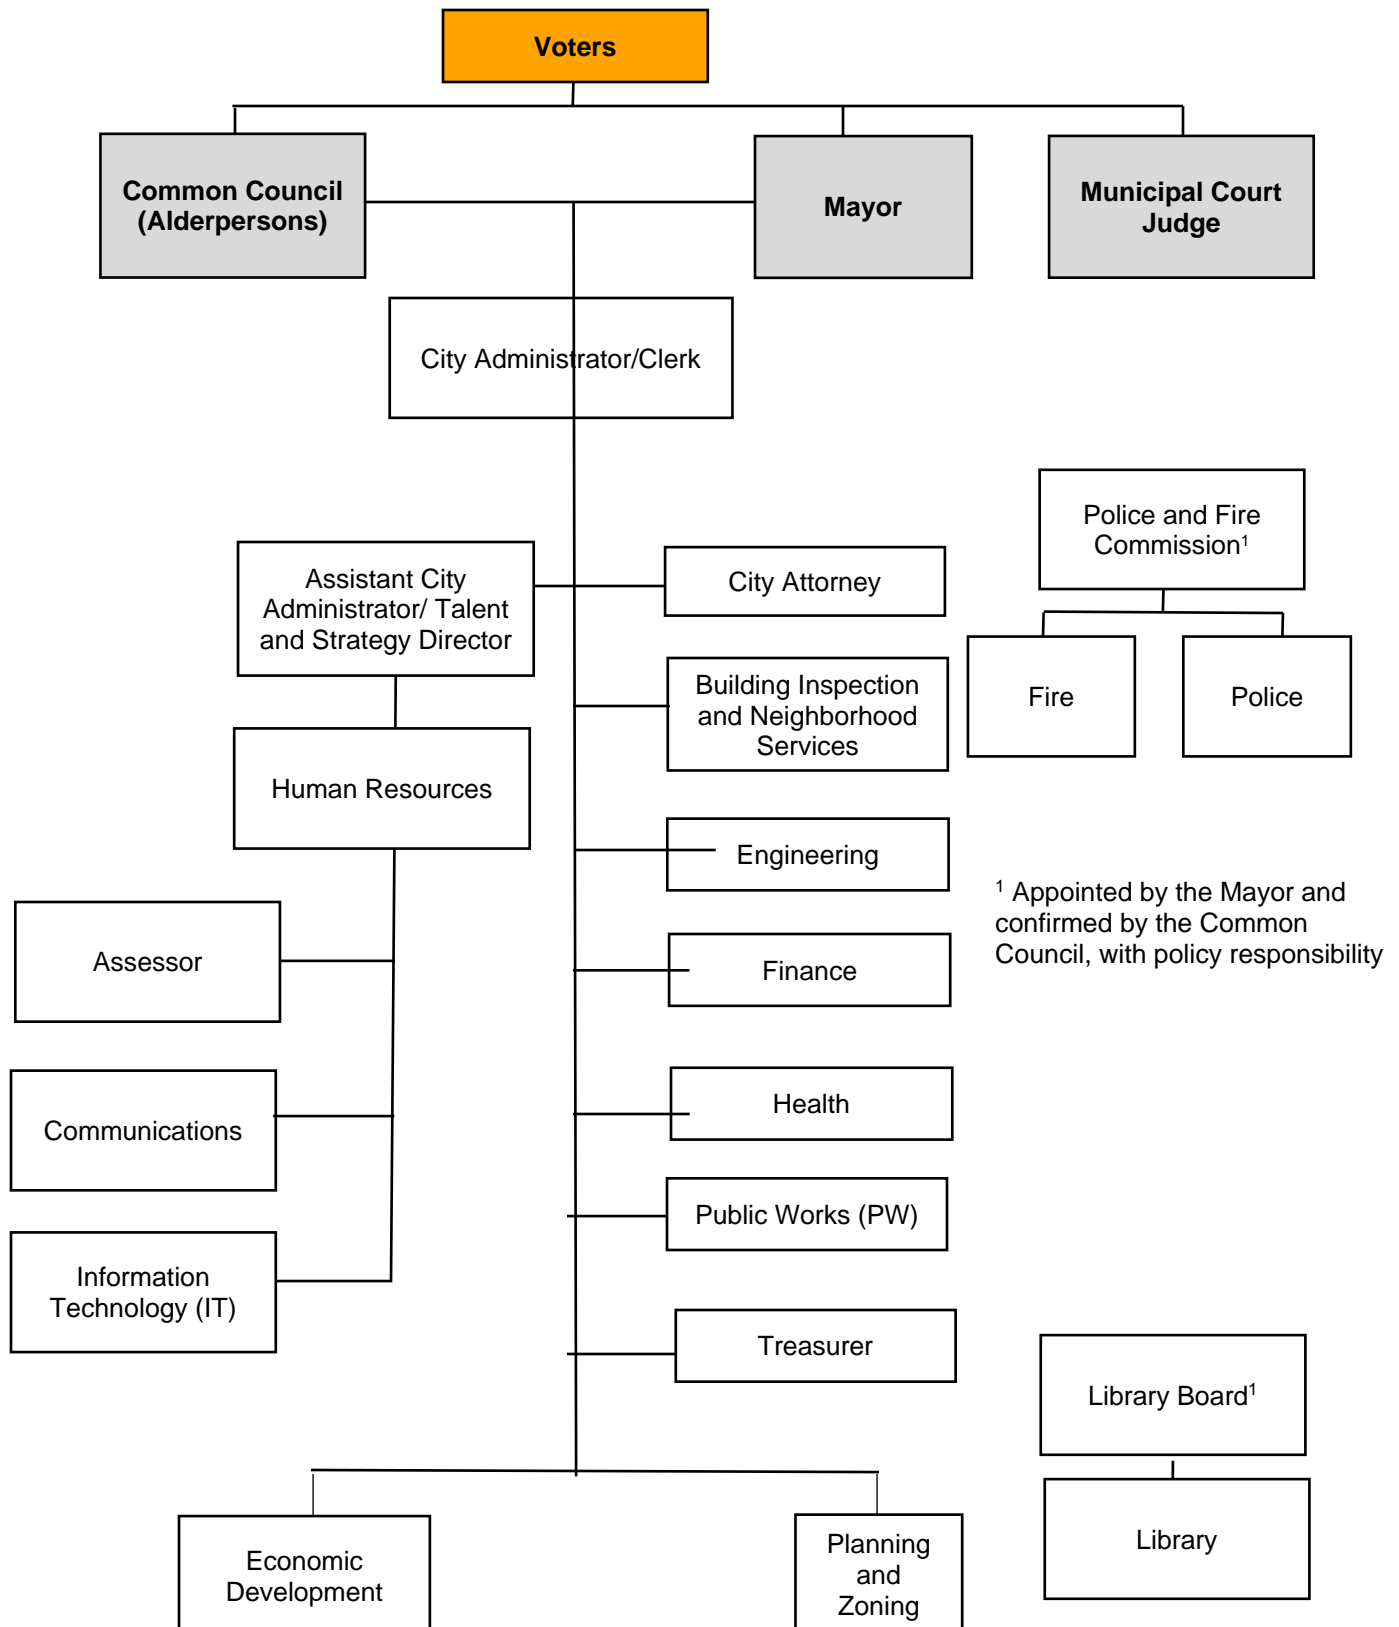 Voters
Common Council
(Alderpersons)
Mayor
Municipal Court
Judge
City Administrator/Clerk
Police and Fire
Commission¹
Assistant City
Administrator/ Talent
and Strategy Director
City Attorney
Fire
Police
Building Inspection
and Neighborhood
Services
Human Resources
Engineering
¹ Appointed by the Mayor and
confirmed by the Common
Council, with policy responsibility
Assessor
Finance
Health
Communications
Public Works (PW)
Information
Technology (IT)
Treasurer
Library Board¹
Library
Economic
Development
Planning
and
Zoning